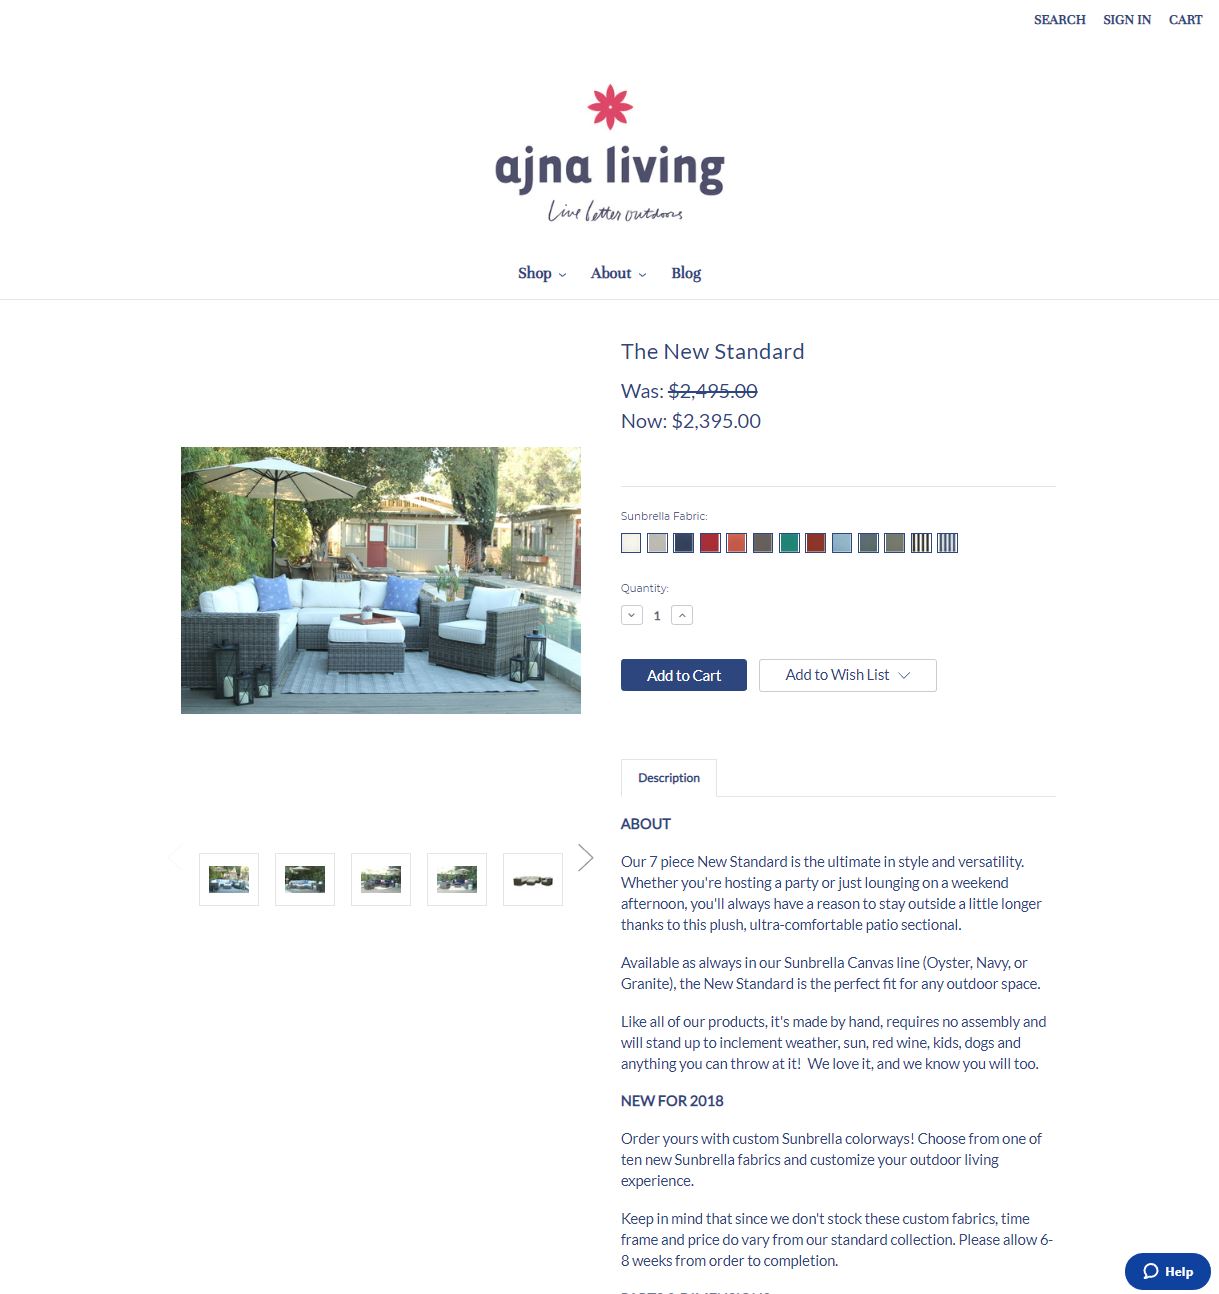 SEARCH SIGN IN CART
ajna living
Live better outdoors
Shop About Blog
The New Standard
Was: $2,495.00
Now: $2,395.00
Sunbrella Fabric:
Quantity:
1
Add to Cart Add to Wish List
Description
ABOUT
Our 7 piece New Standard is the ultimate in style and versatility.
Whether you're hosting a party or just lounging on a weekend
afternoon, you'll always have a reason to stay outside a little longer
thanks to this plush, ultra-comfortable patio sectional.
Available as always in our Sunbrella Canvas line (Oyster, Navy, or
Granite), the New Standard is the perfect fit for any outdoor space.
Like all of our products, it's made by hand, requires no assembly and
will stand up to inclement weather, sun, red wine, kids, dogs and
anything you can throw at it!  We love it, and we know you will too.
NEW FOR 2018
Order yours with custom Sunbrella colorways! Choose from one of
ten new Sunbrella fabrics and customize your outdoor living
experience.
Keep in mind that since we don't stock these custom fabrics, time
frame and price do vary from our standard collection. Please allow 6-
8 weeks from order to completion.
Help